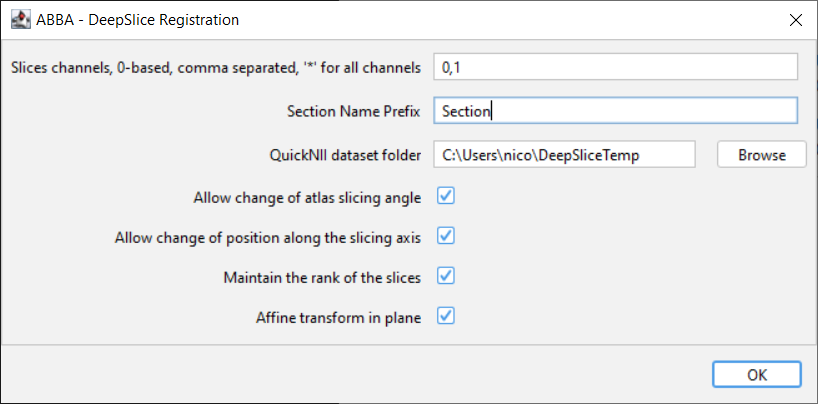 ABBA - DeepSlice Registration
Slices channels, 0-based, comma separated, '*' for all channels 0,1
Section Name Prefix Section
QuickNII dataset folder C:\Users\nico\DeepSliceTemp Browse
Allow change of atlas slicing angle
Allow change of position along the slicing axis
Maintain the rank of the slices
Affine transform in plane
OK